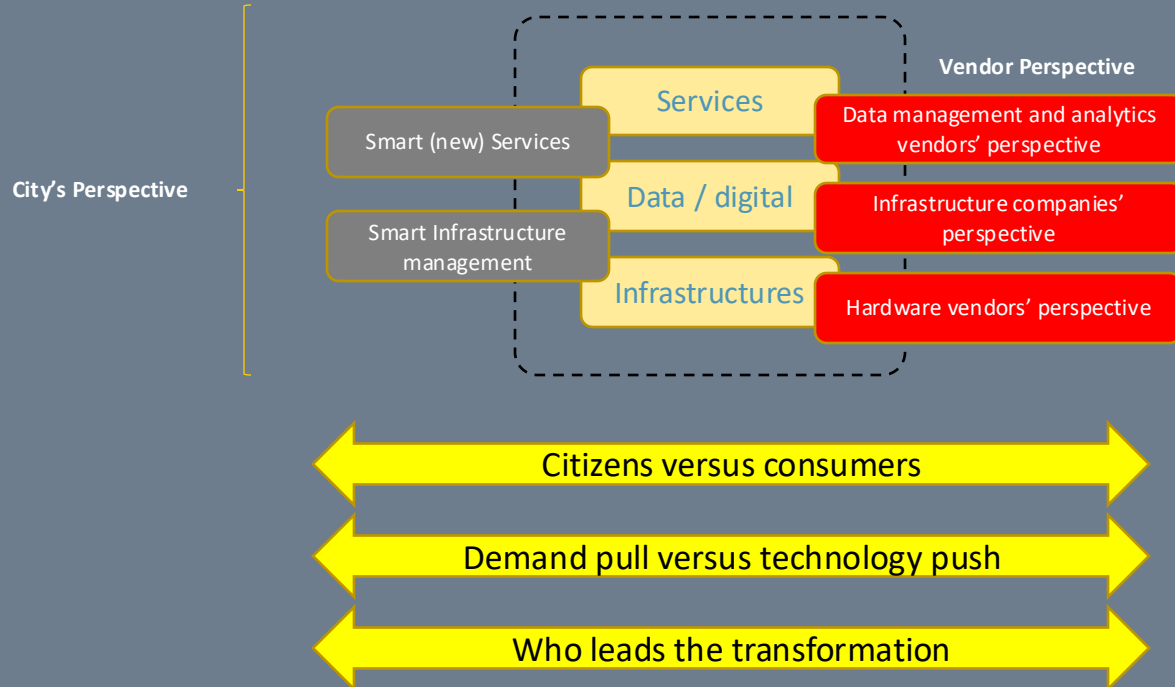 Vendor Perspective
Services
Data management and analytics
vendors’ perspective
Smart (new) Services
City’s Perspective
Data / digital
Infrastructure companies’
perspective
Smart Infrastructure
management
Infrastructures
Hardware vendors’ perspective
Citizens versus consumers
Demand pull versus technology push
Who leads the transformation